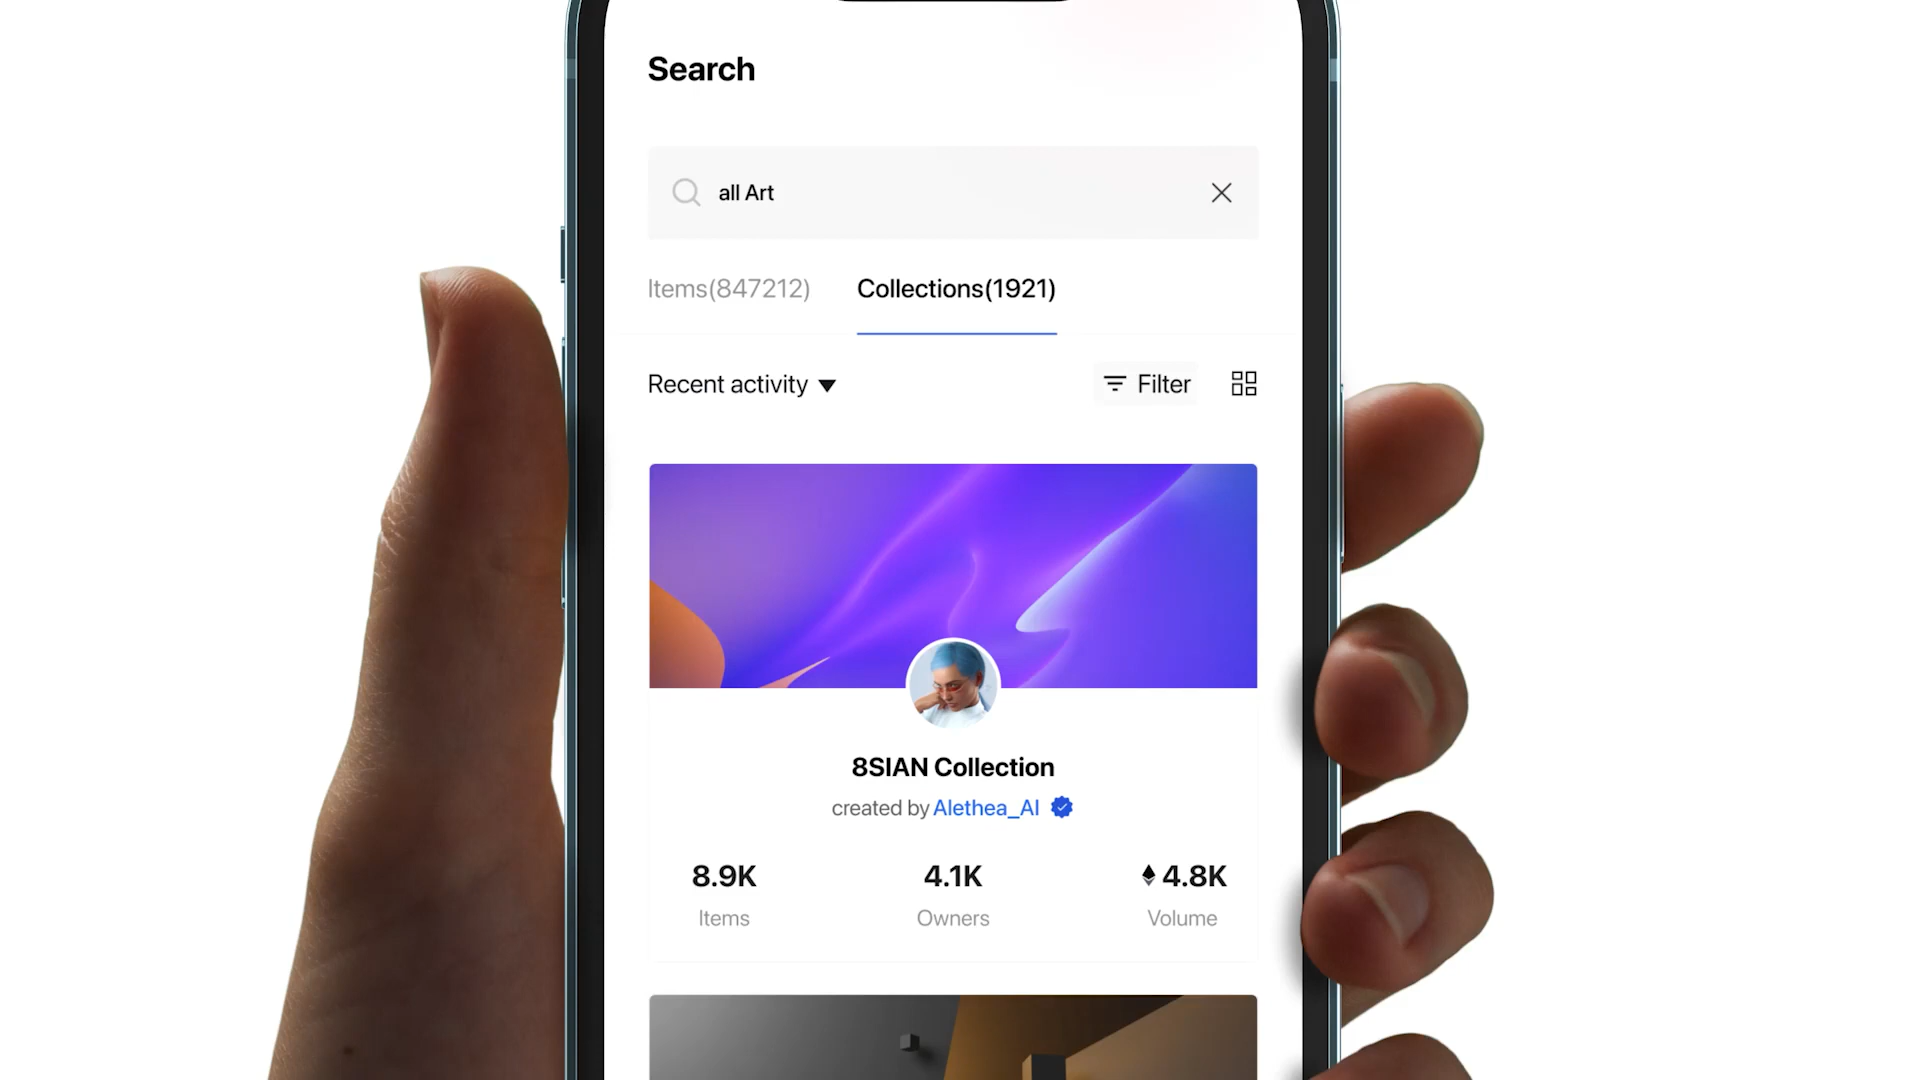 Search
all Art
Items(847212) Collections(1921)
Recent activity Filter
8SIAN Collection
created by Alethea_AI
8.9K 4.1K 4.8K
Items Owners Volume